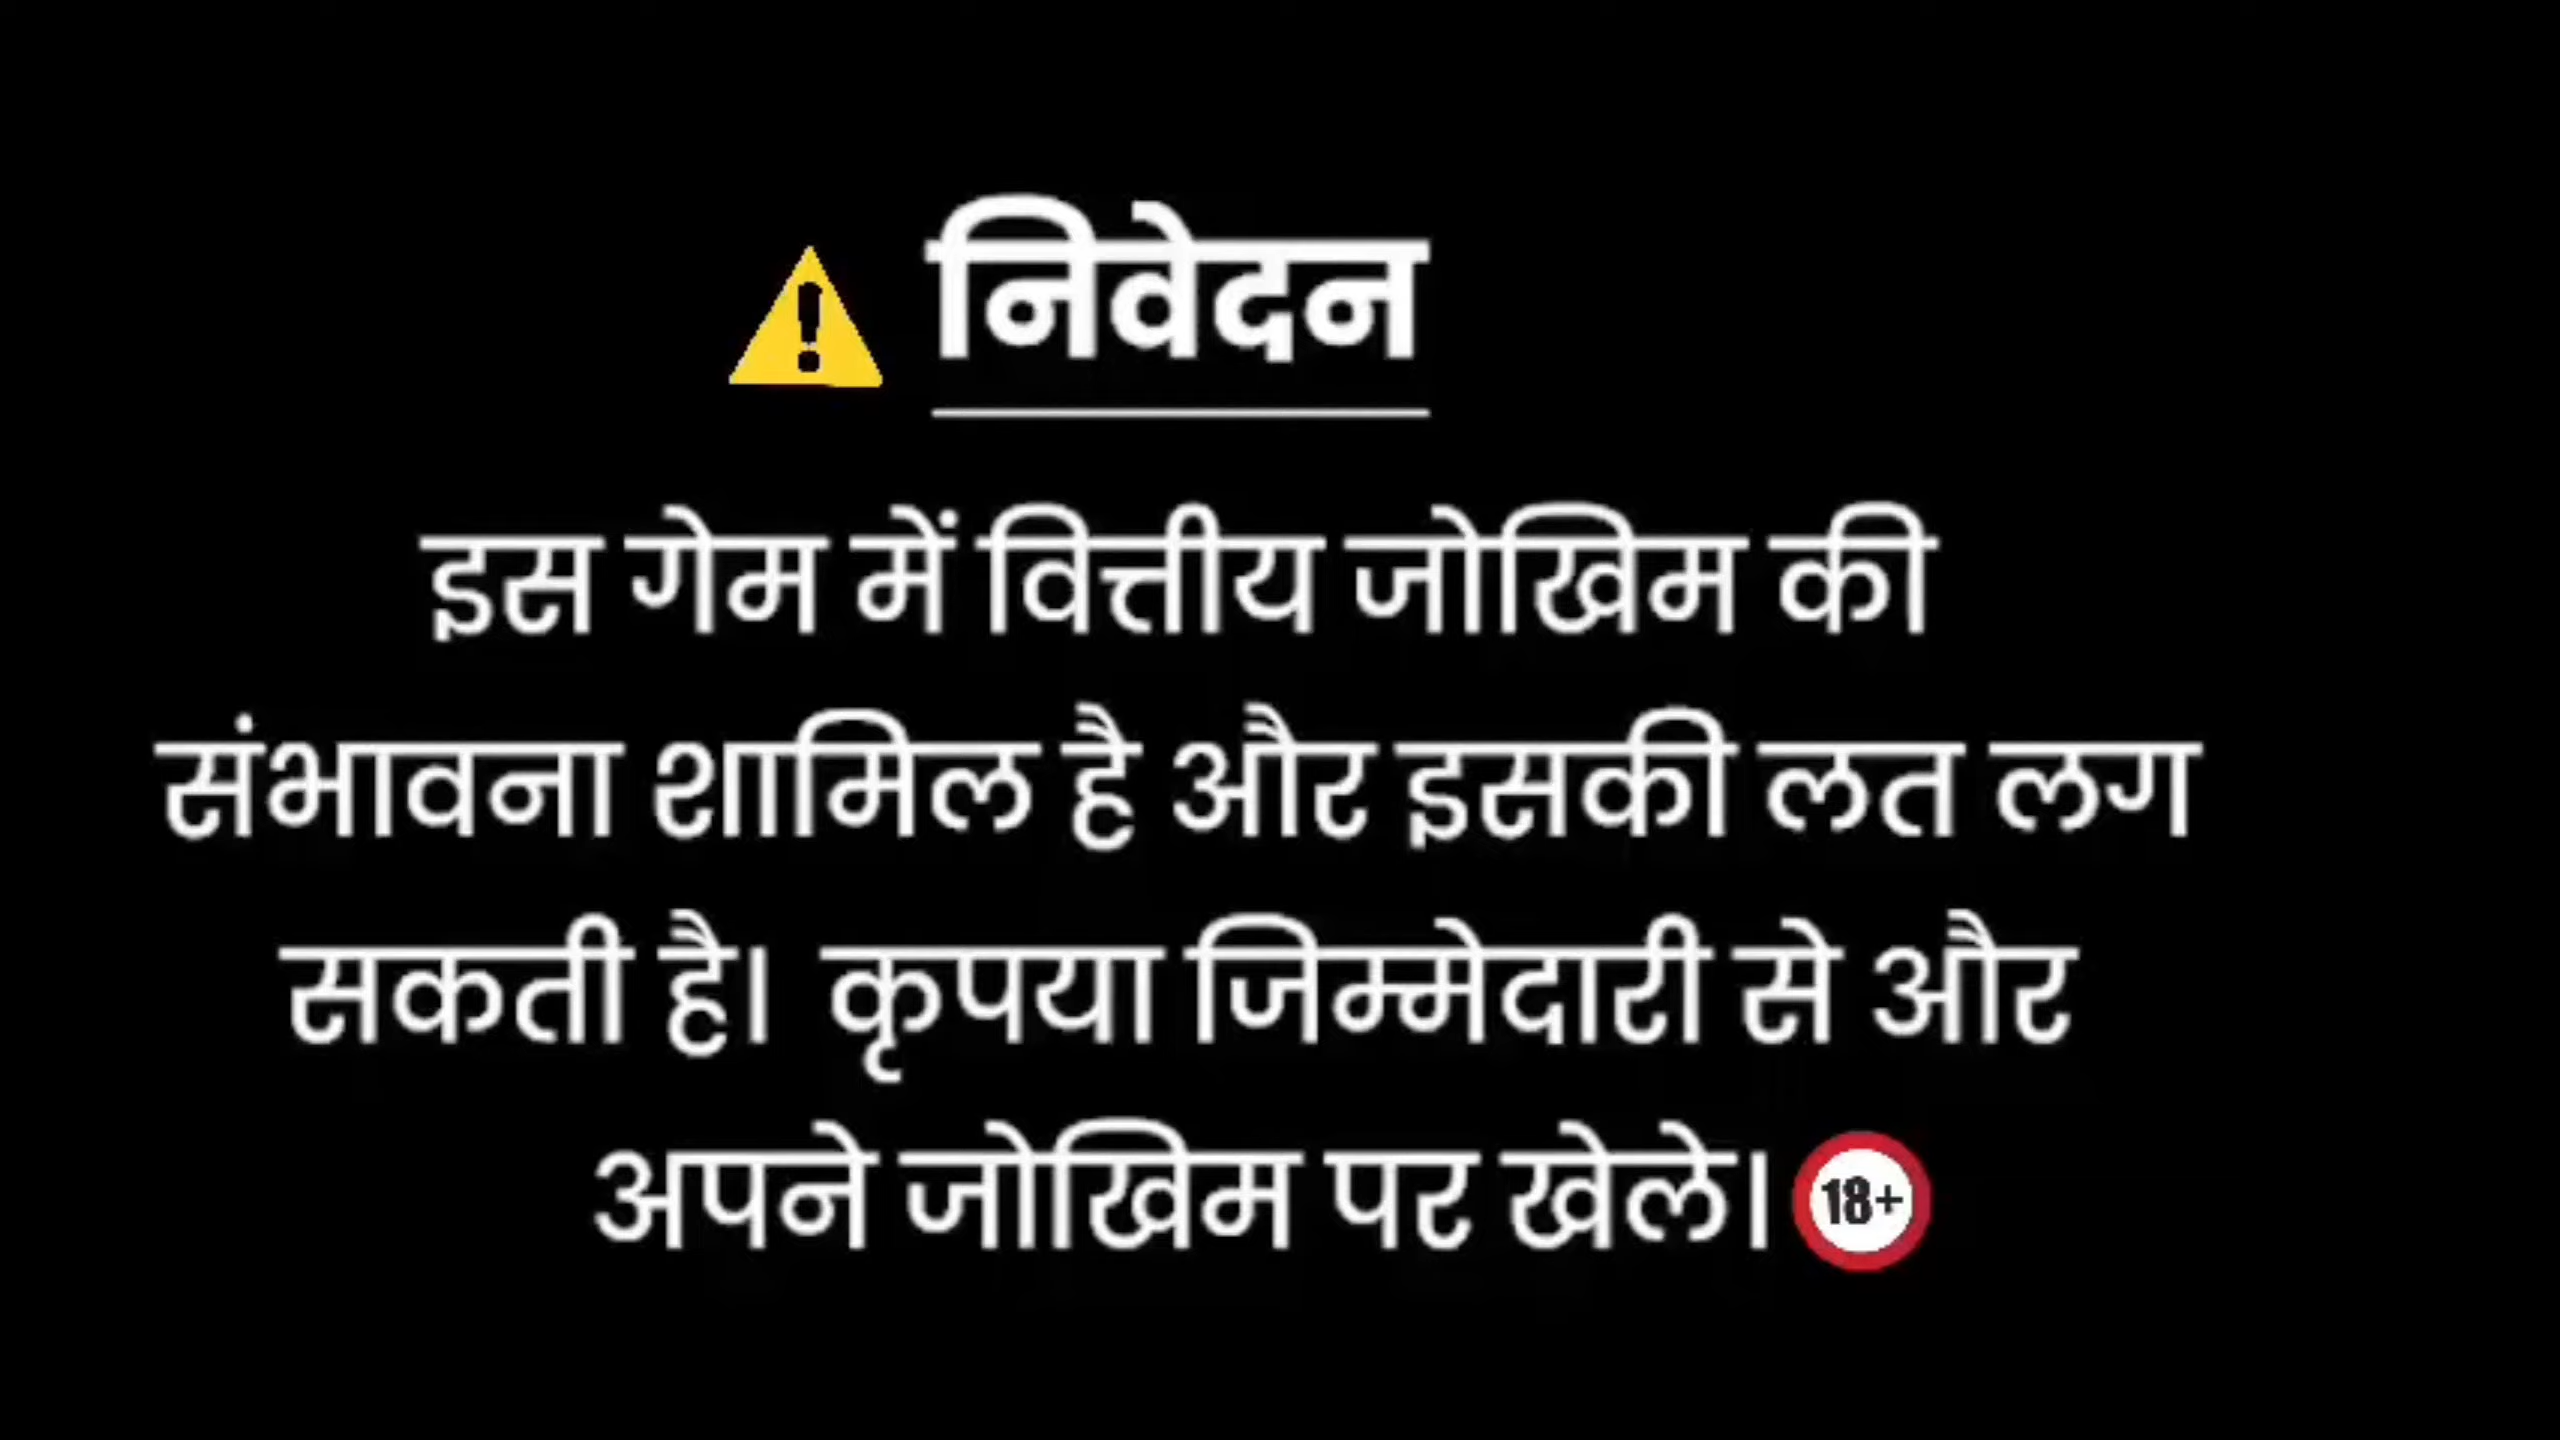 ⚠ निवेदन
इस गेम में वित्तीय जोखिम की
संभावना शामिल है और इसकी लत लग
सकती है। कृपया जिम्मेदारी से और
अपने जोखिम पर खेले। 18+